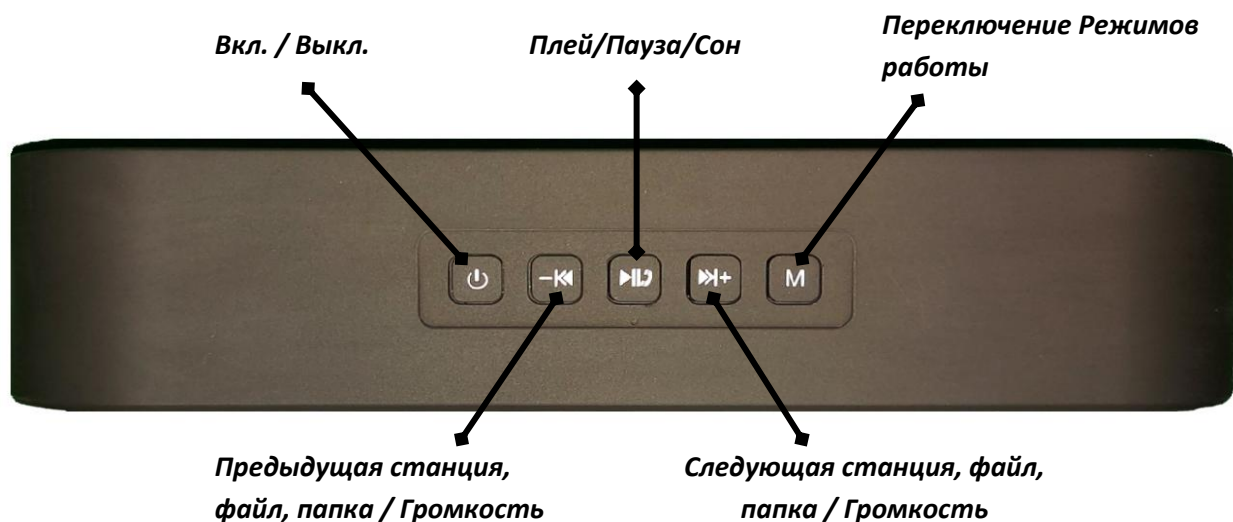 Вкл. / Выкл.
Плей/Пауза/Сон
Переключение Режимов
работы
M
Предыдущая станция,
файл, папка / Громкость
Следующая станция, файл,
папка / Громкость